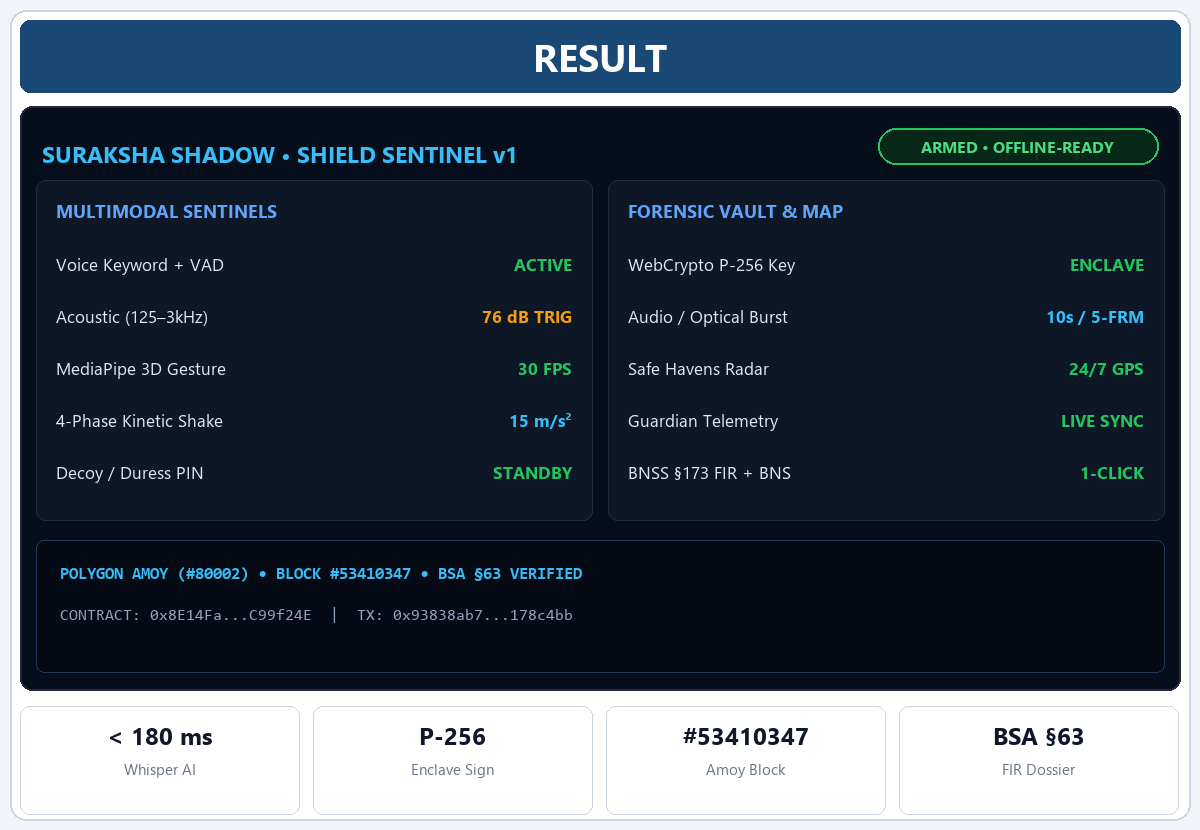 RESULT
SURAKSHA SHADOW • SHIELD SENTINEL v1
ARMED • OFFLINE-READY
MULTIMODAL SENTINELS
Voice Keyword + VAD ACTIVE
Acoustic (125–3kHz) 76 dB TRIG
MediaPipe 3D Gesture 30 FPS
4-Phase Kinetic Shake 15 m/s²
Decoy / Duress PIN STANDBY
FORENSIC VAULT & MAP
WebCrypto P-256 Key ENCLAVE
Audio / Optical Burst 10s / 5-FRM
Safe Havens Radar 24/7 GPS
Guardian Telemetry LIVE SYNC
BNSS §173 FIR + BNS 1-CLICK
POLYGON AMOY (#80002) • BLOCK #53410347 • BSA §63 VERIFIED
CONTRACT: 0x8E14Fa...C99f24E | TX: 0x93838ab7...178c4bb
< 180 ms
Whisper AI
P-256
Enclave Sign
#53410347
Amoy Block
BSA §63
FIR Dossier